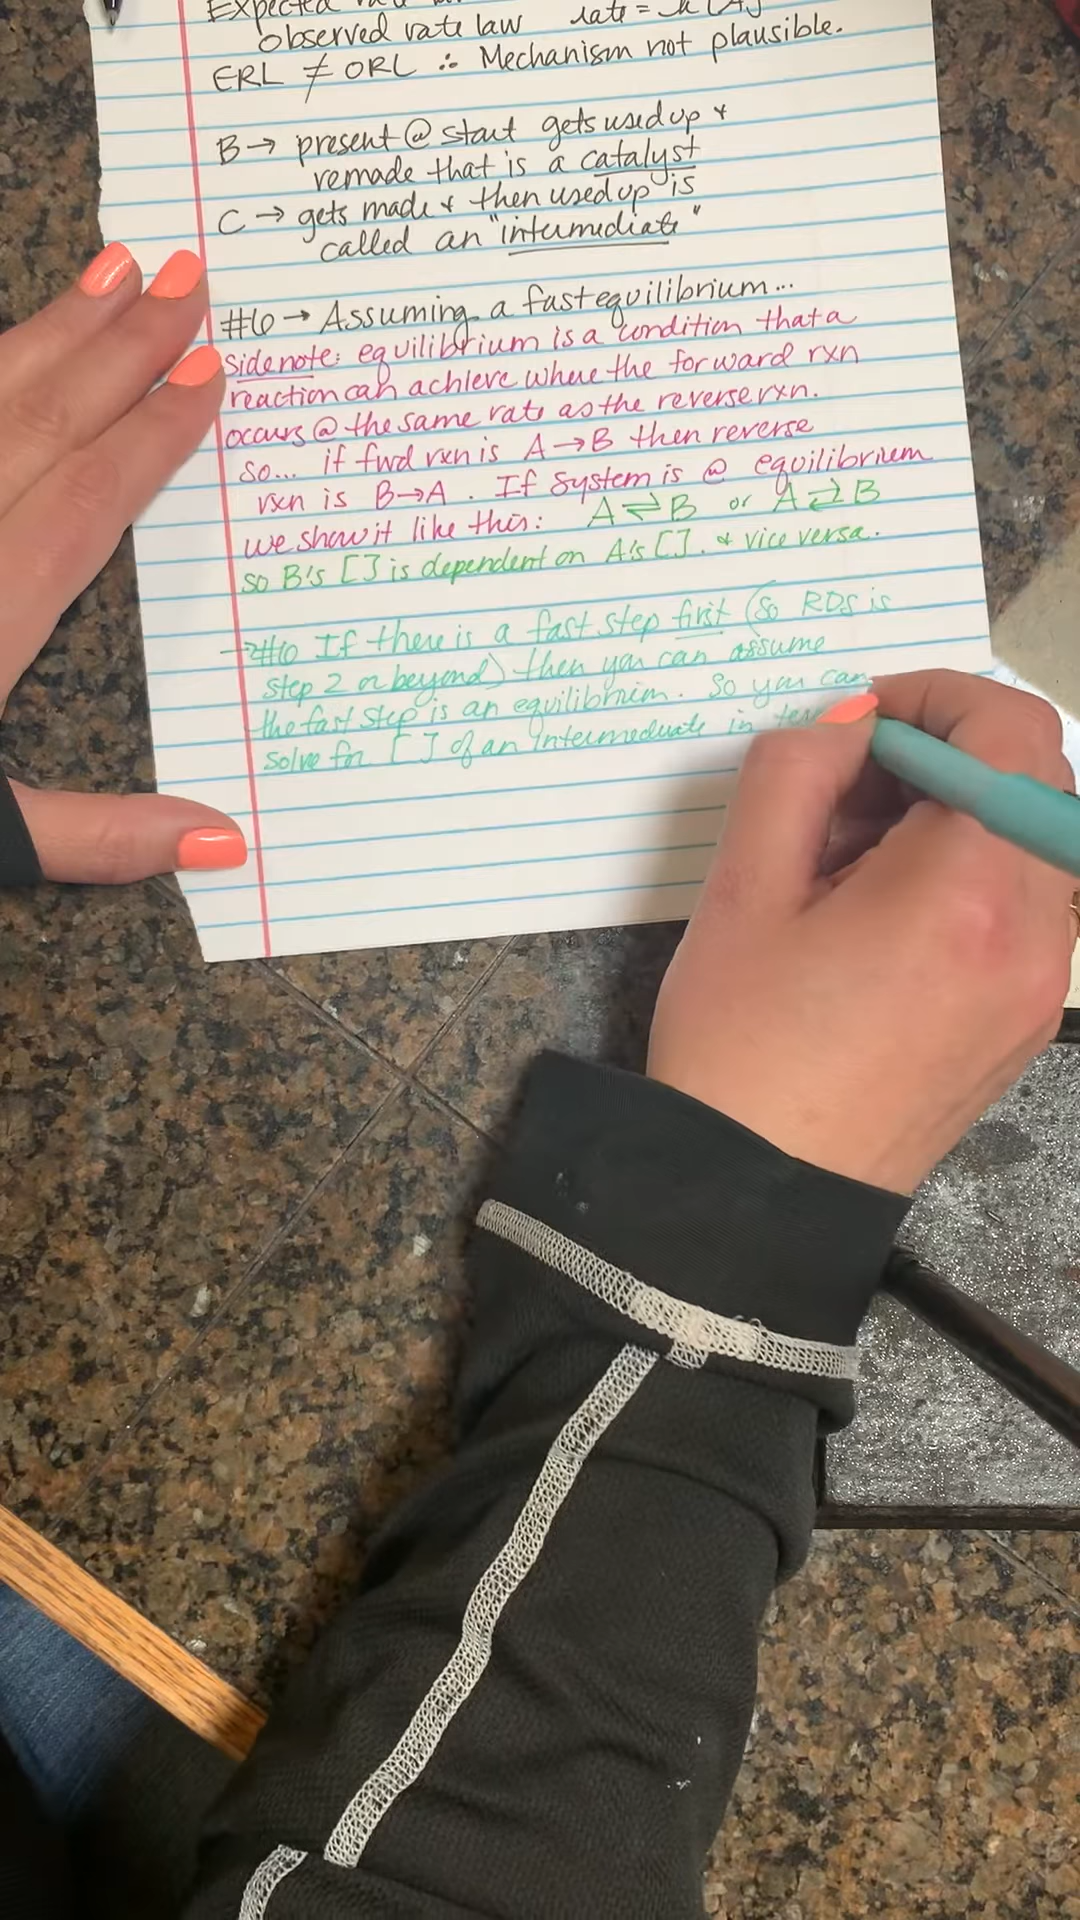 Expected
observed rate law rate = k [A]
ERL ≠ ORL ∴ Mechanism not plausible.
B → present @ start gets used up +
remade that is a catalyst
C → gets made + then used up is
called an "intermediate"
#6 → Assuming a fast equilibrium...
Side note: equilibrium is a condition that a
reaction can achieve where the forward rxn
occurs @ the same rate as the reverse rxn.
so... if fwd rxn is A → B then reverse
rxn is B → A. If system is @ equilibrium
we show it like this: A ⇌ B or A ⇄ B
so B's [ ] is dependent on A's [ ]. + vice versa.
→ #6 If there is a fast step first (so RDS is
step 2 or beyond) then you can assume
the fast step is an equilibrium. So you can
solve for [ ] of an intermediate in